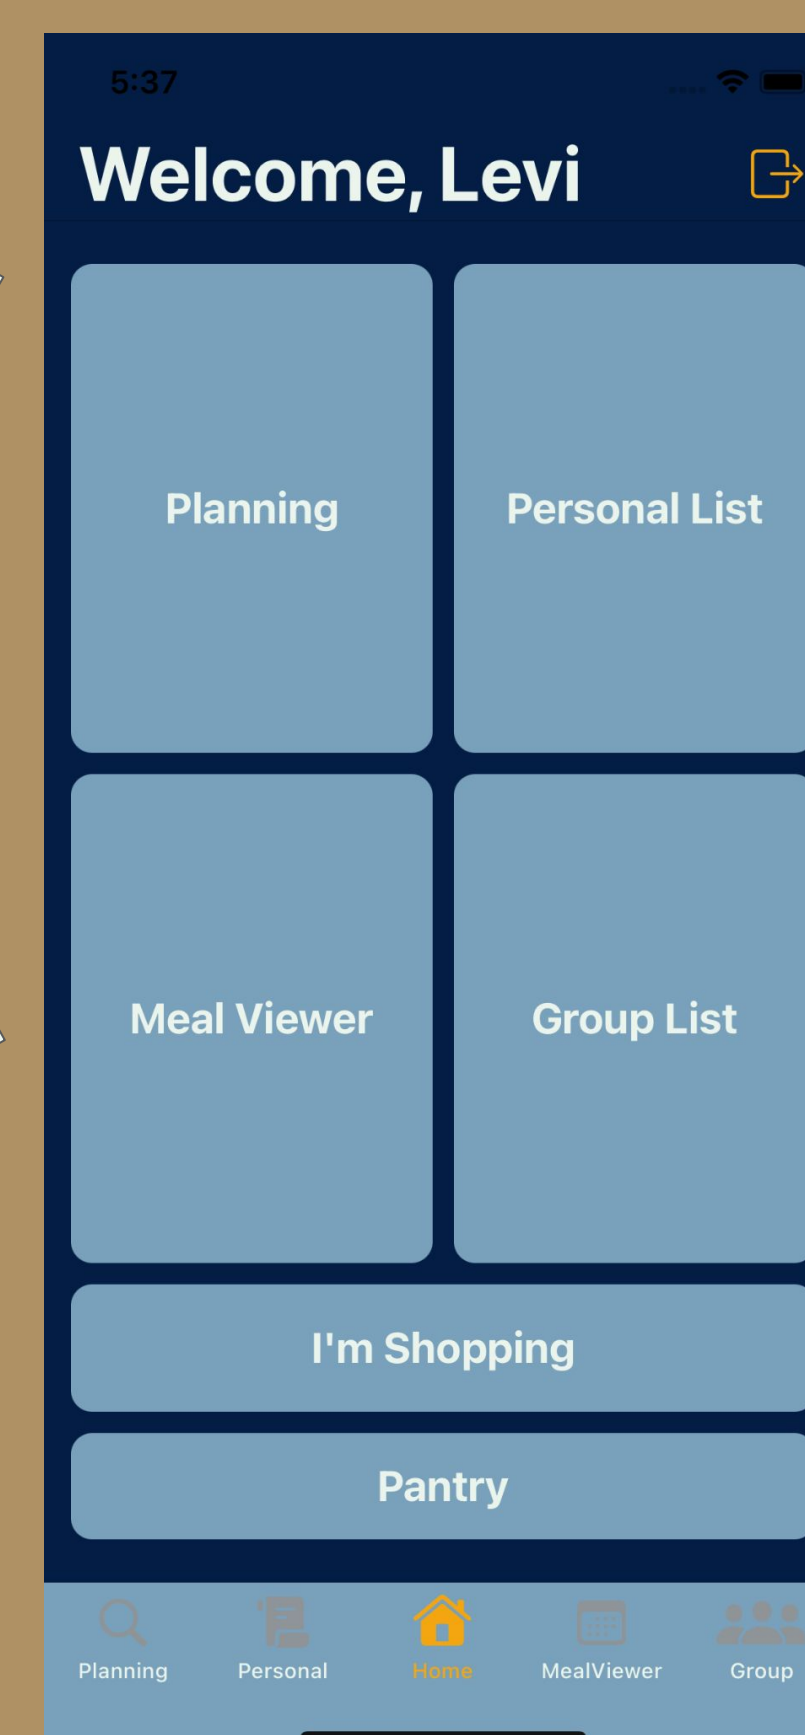 5:37
Welcome, Levi
Planning
Personal List
Meal Viewer
Group List
I'm Shopping
Pantry
Planning
Personal
Home
MealViewer
Group